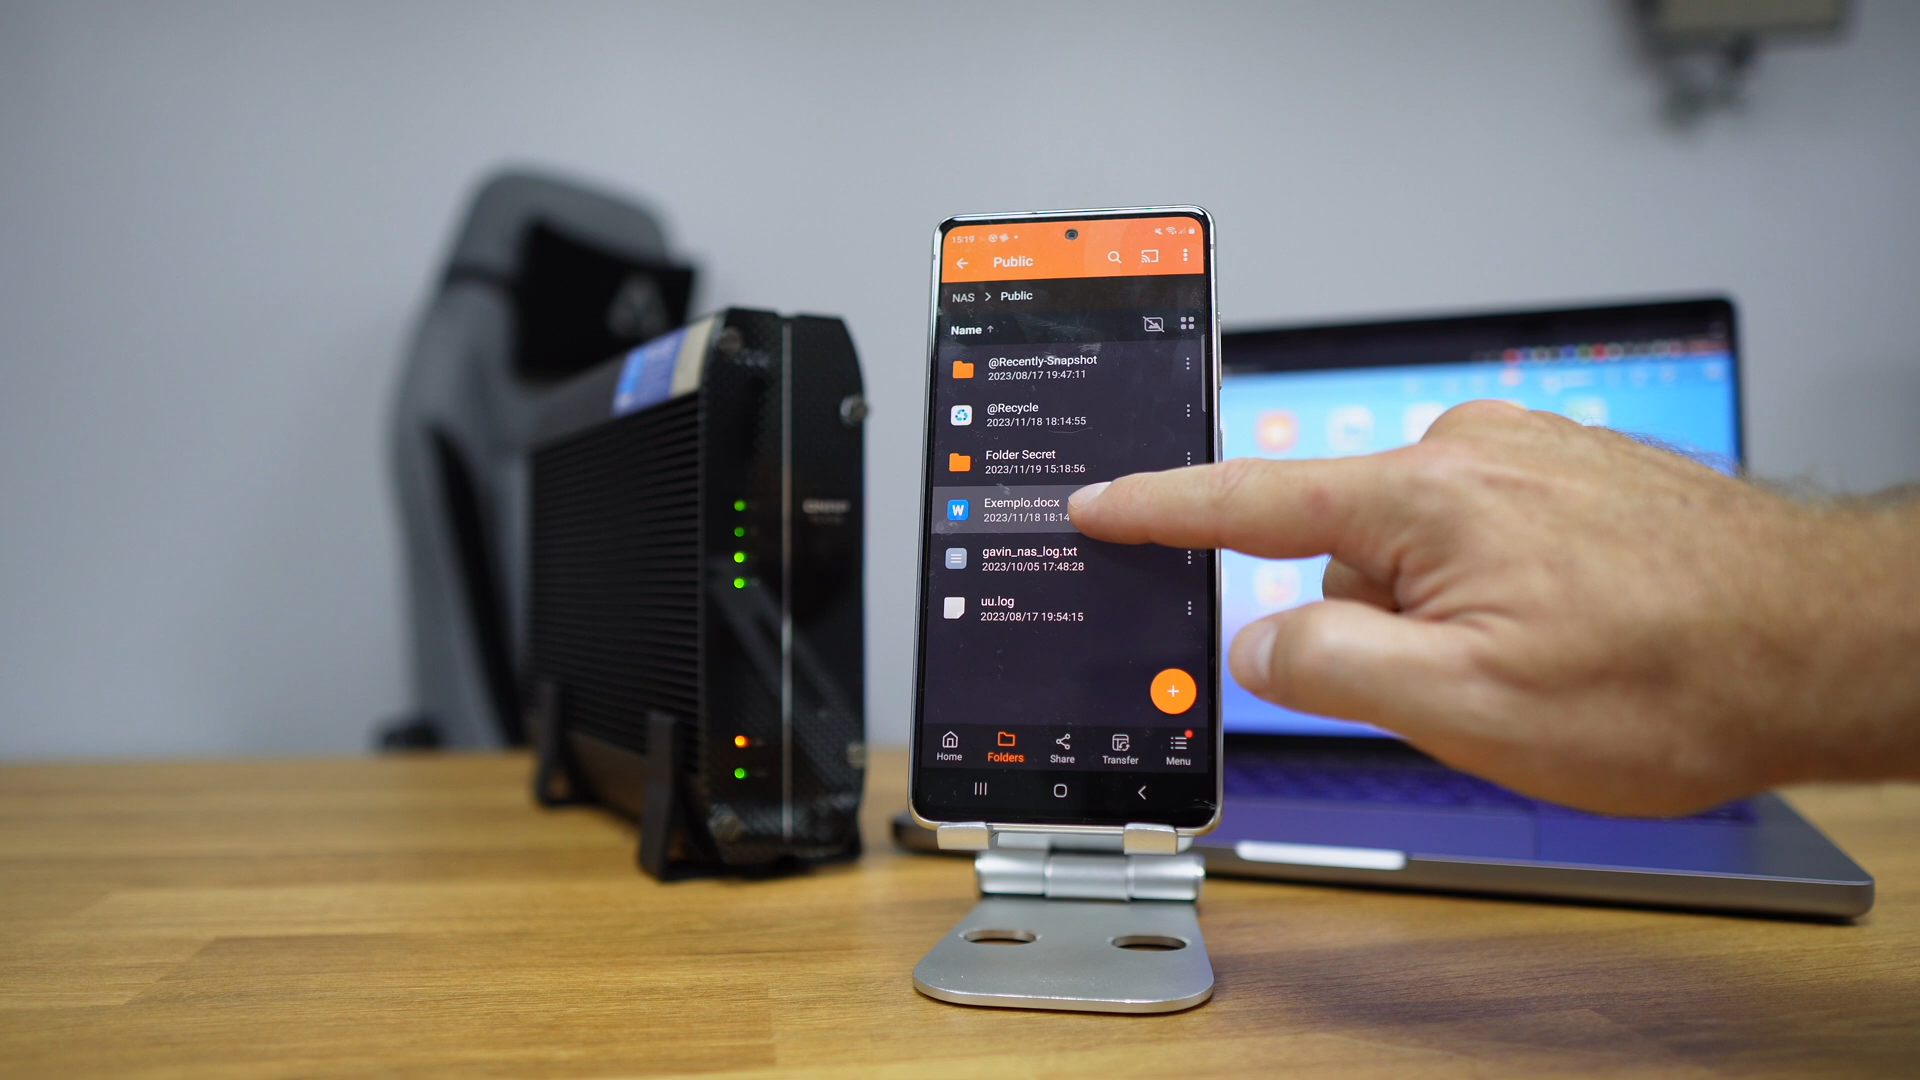 15:19
Public
NAS > Public
Name ↑
@Recently-Snapshot
2023/08/17 19:47:11
@Recycle
2023/11/18 18:14:55
Folder Secret
2023/11/19 15:18:56
W
Exemplo.docx
2023/11/18 18:14
gavin_nas_log.txt
2023/10/05 17:48:28
uu.log
2023/08/17 19:54:15
+
Home
Folders
Share
Transfer
Menu